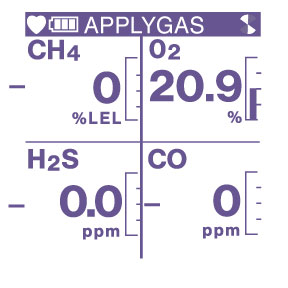 APPLYGAS
CH4 O2
0 20.9
%LEL %
H2S CO
0.0 0
ppm ppm